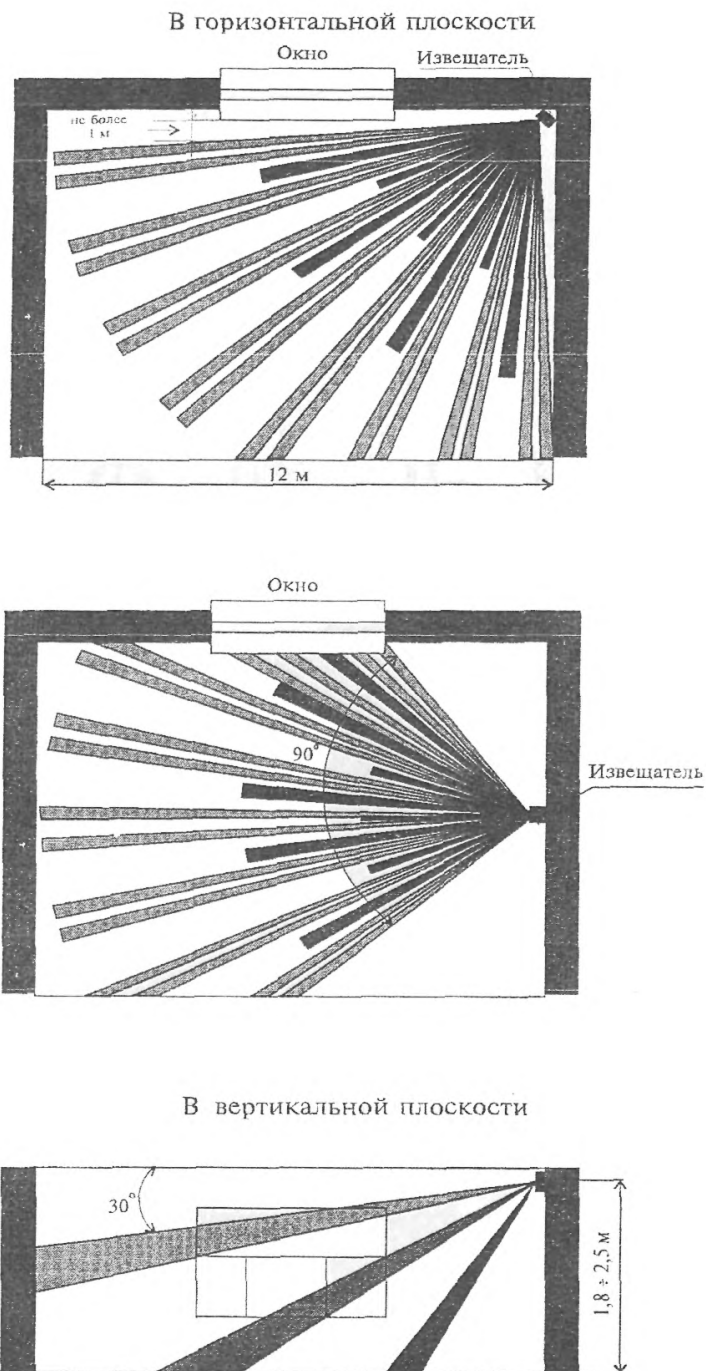 В горизонтальной плоскости
Окно
Извещатель
не более
1 м
12 м
Окно
90°
Извещатель
В вертикальной плоскости
30°
1,8 ÷ 2,5 м